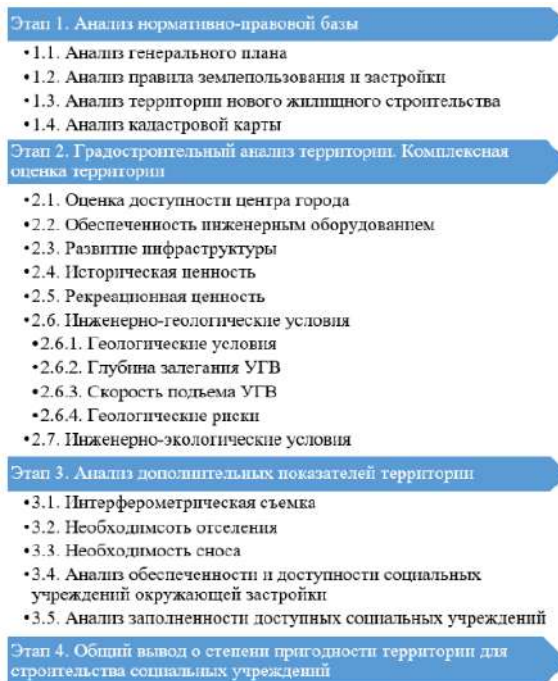 Этап 1. Анализ нормативно-правовой базы
•1.1. Анализ генерального плана
•1.2. Анализ правила землепользования и застройки
•1.3. Анализ территории нового жилищного строительства
•1.4. Анализ кадастровой карты
Этап 2. Градостроительный анализ территории. Комплексная
оценка территории
•2.1. Оценка доступности центра города
•2.2. Обеспеченность инженерным оборудованием
•2.3. Развитие инфраструктуры
•2.4. Историческая ценность
•2.5. Рекреационная ценность
•2.6. Инженерно-геологические условия
•2.6.1. Геологические условия
•2.6.2. Глубина залегания УГВ
•2.6.3. Скорость подъема УГВ
•2.6.4. Геологические риски
•2.7. Инженерно-экологические условия
Этап 3. Анализ дополнительных показателей территории
•3.1. Интерферометрическая съемка
•3.2. Необходимсоть отселения
•3.3. Необходимость сноса
•3.4. Анализ обеспеченности и доступности социальных
учреждений окружающей застройки
•3.5. Анализ заполненности доступных социальных учреждений
Этап 4. Общий вывод о степени пригодности территории для
строительства социальных учреждений